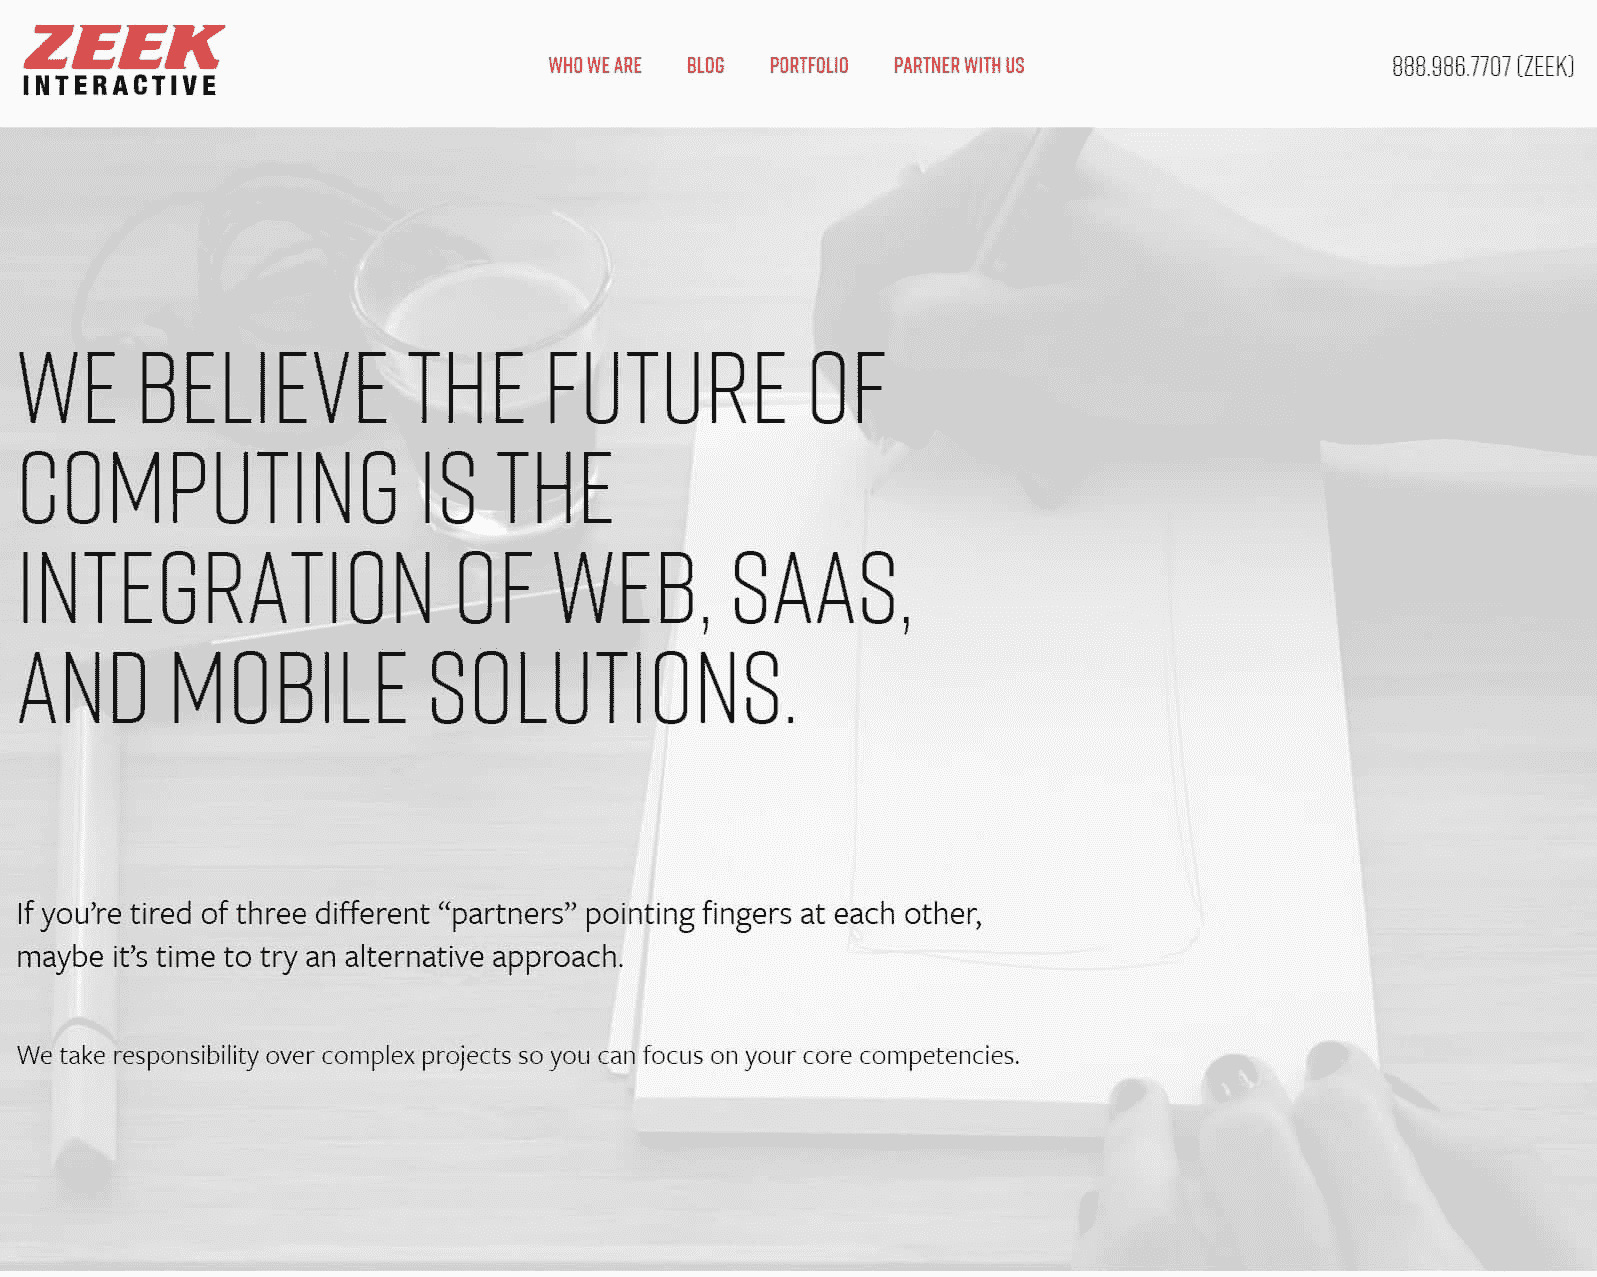 ZEEK
INTERACTIVE
WHO WE ARE BLOG PORTFOLIO PARTNER WITH US
888.986.7707 (ZEEK)
WE BELIEVE THE FUTURE OF
COMPUTING IS THE
INTEGRATION OF WEB, SAAS,
AND MOBILE SOLUTIONS.
If you’re tired of three different “partners” pointing fingers at each other,
maybe it’s time to try an alternative approach.
We take responsibility over complex projects so you can focus on your core competencies.